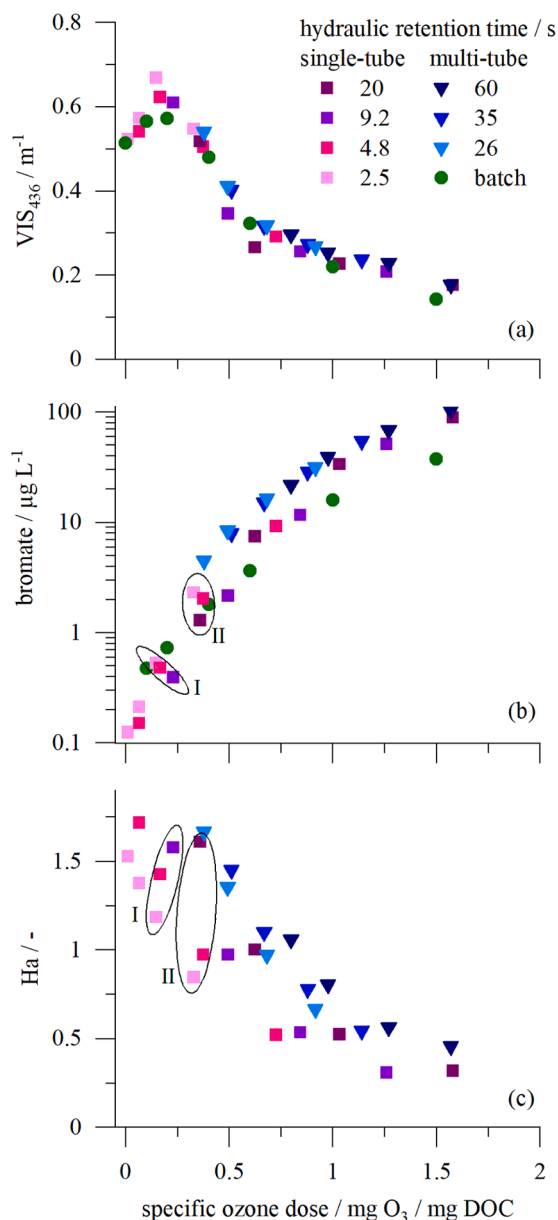 hydraulic retention time / s
single-tube multi-tube
20 60
9.2 35
4.8 26
2.5 batch
0.8
0.6
0.4
0.2
0
VIS₄₃₆ / m⁻¹
(a)
100
10
1
0.1
bromate / µg L⁻¹
II
I
(b)
1.5
1
0.5
0
Ha / -
I
II
(c)
0 0.5 1 1.5 2
specific ozone dose / mg O₃ / mg DOC